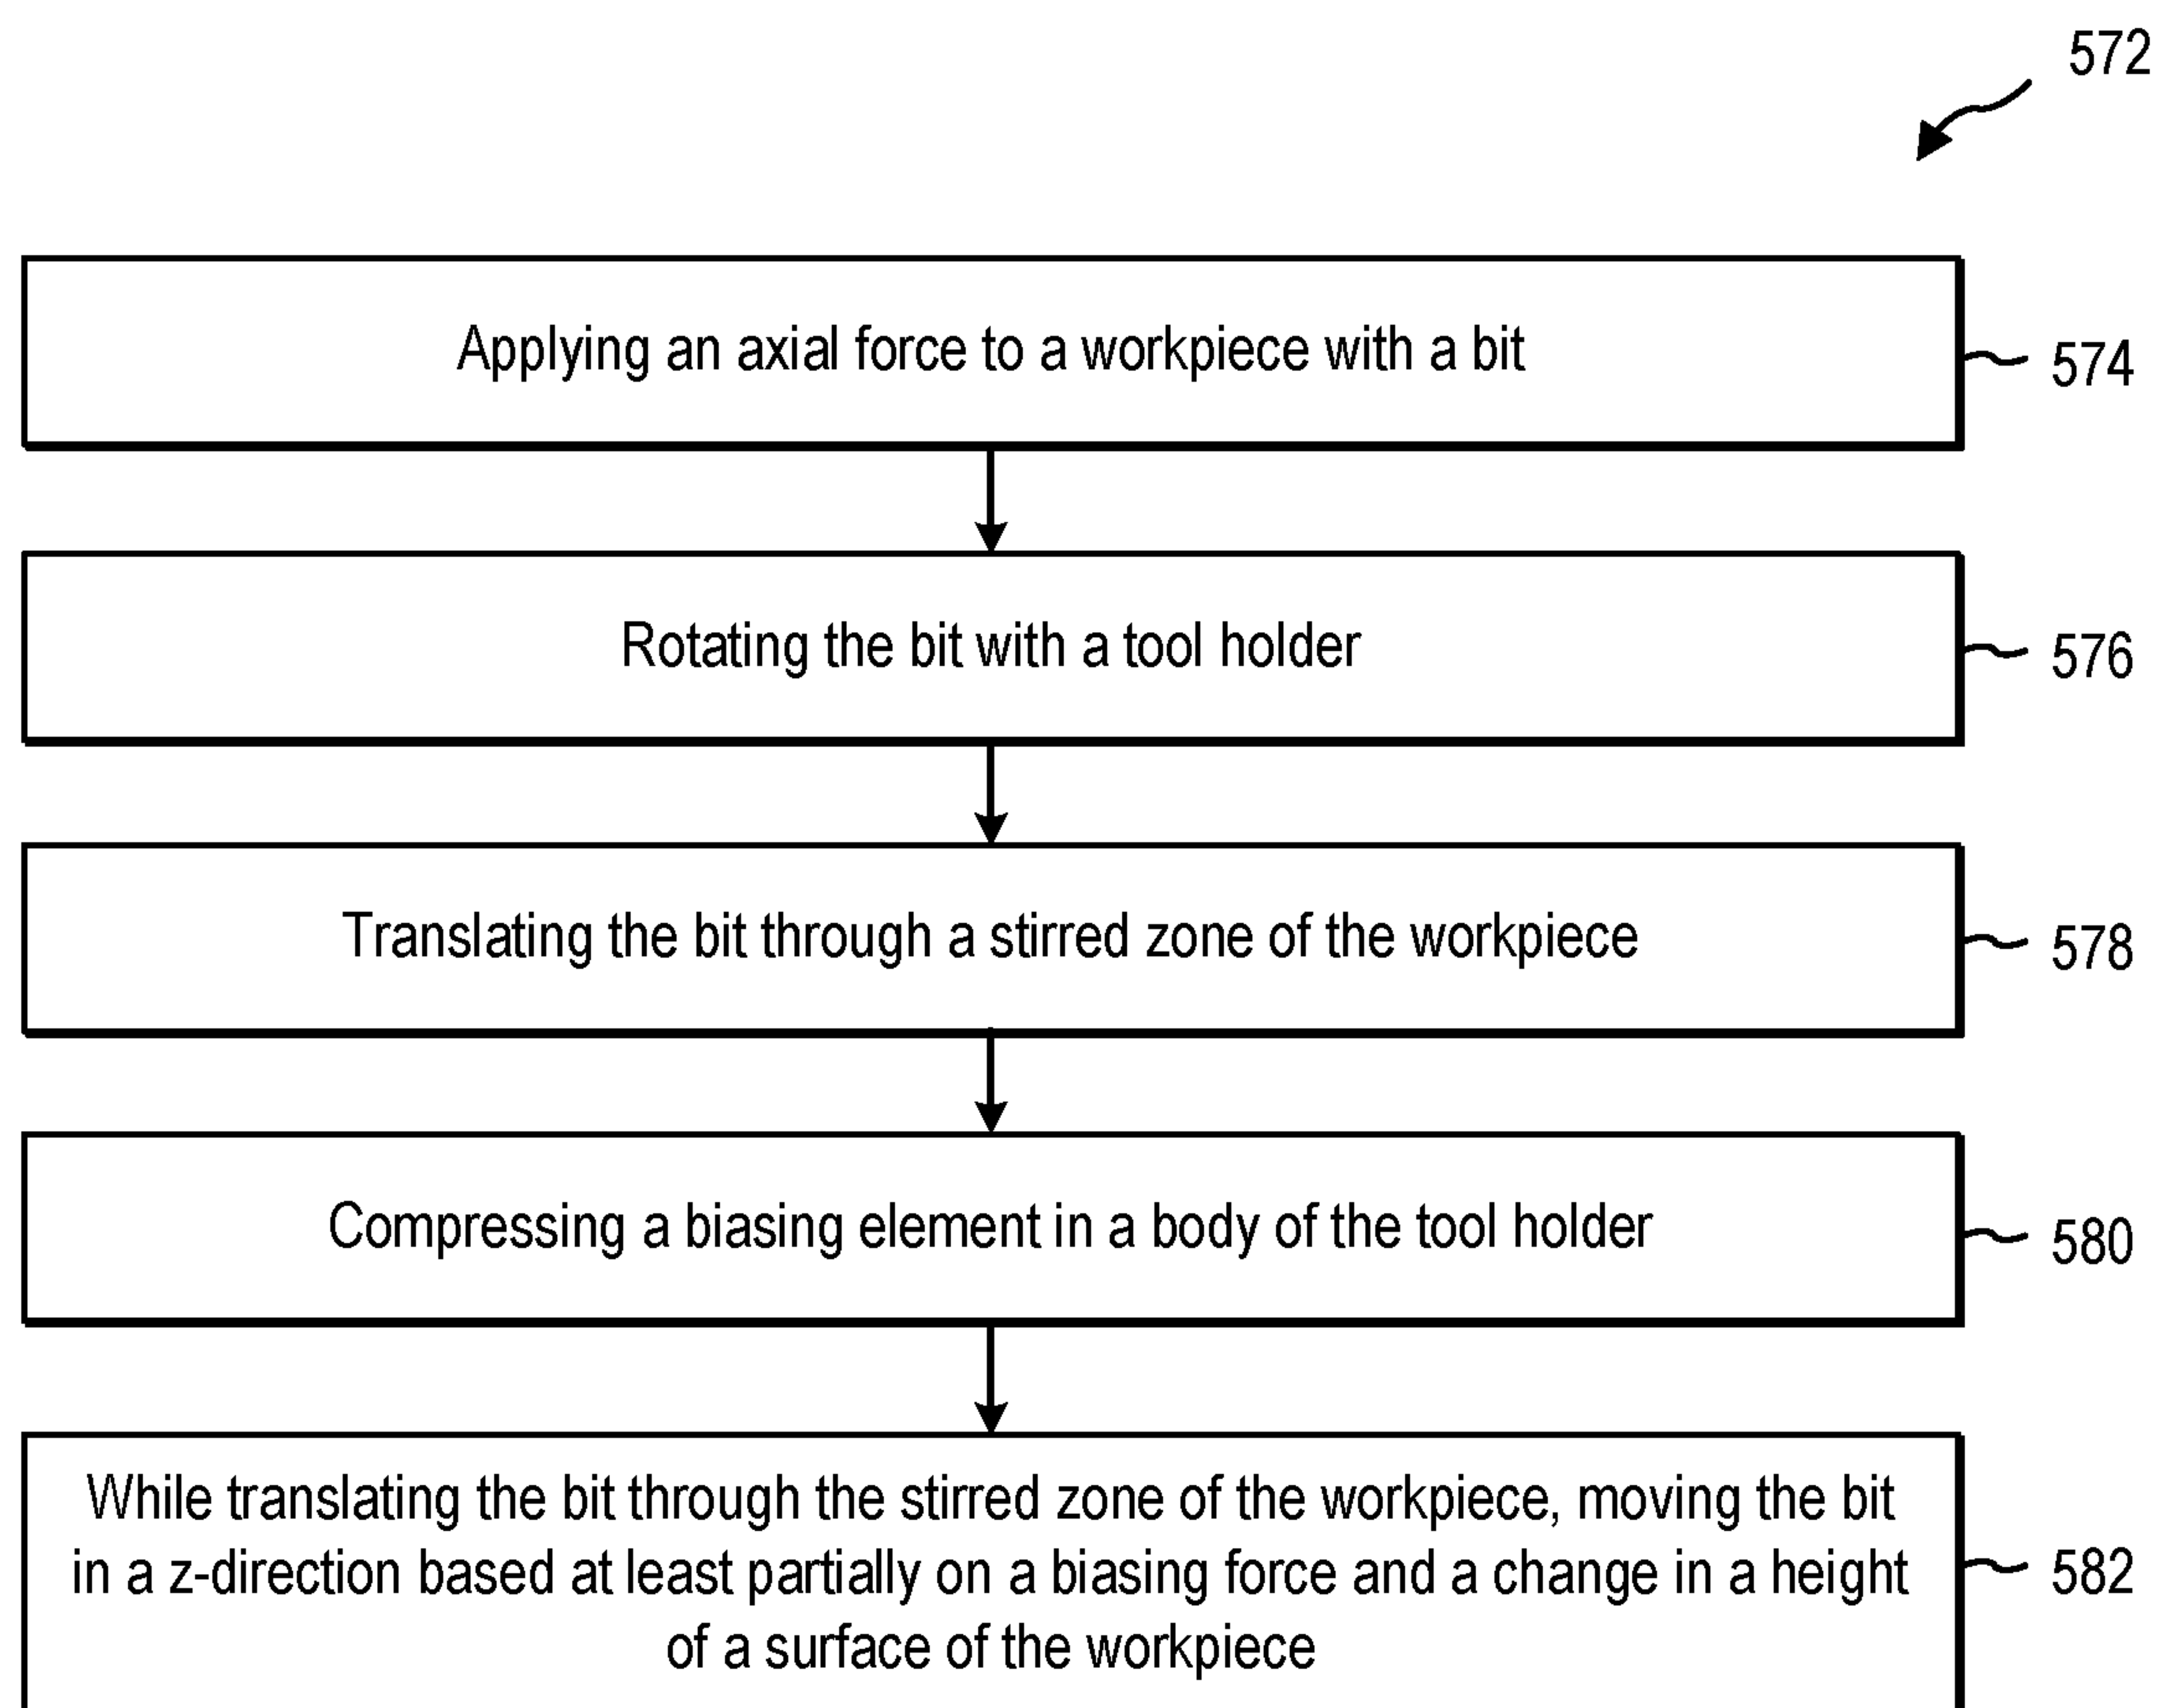 572
Applying an axial force to a workpiece with a bit
574
Rotating the bit with a tool holder
576
Translating the bit through a stirred zone of the workpiece
578
Compressing a biasing element in a body of the tool holder
580
While translating the bit through the stirred zone of the workpiece, moving the bit
in a z-direction based at least partially on a biasing force and a change in a height
of a surface of the workpiece
582